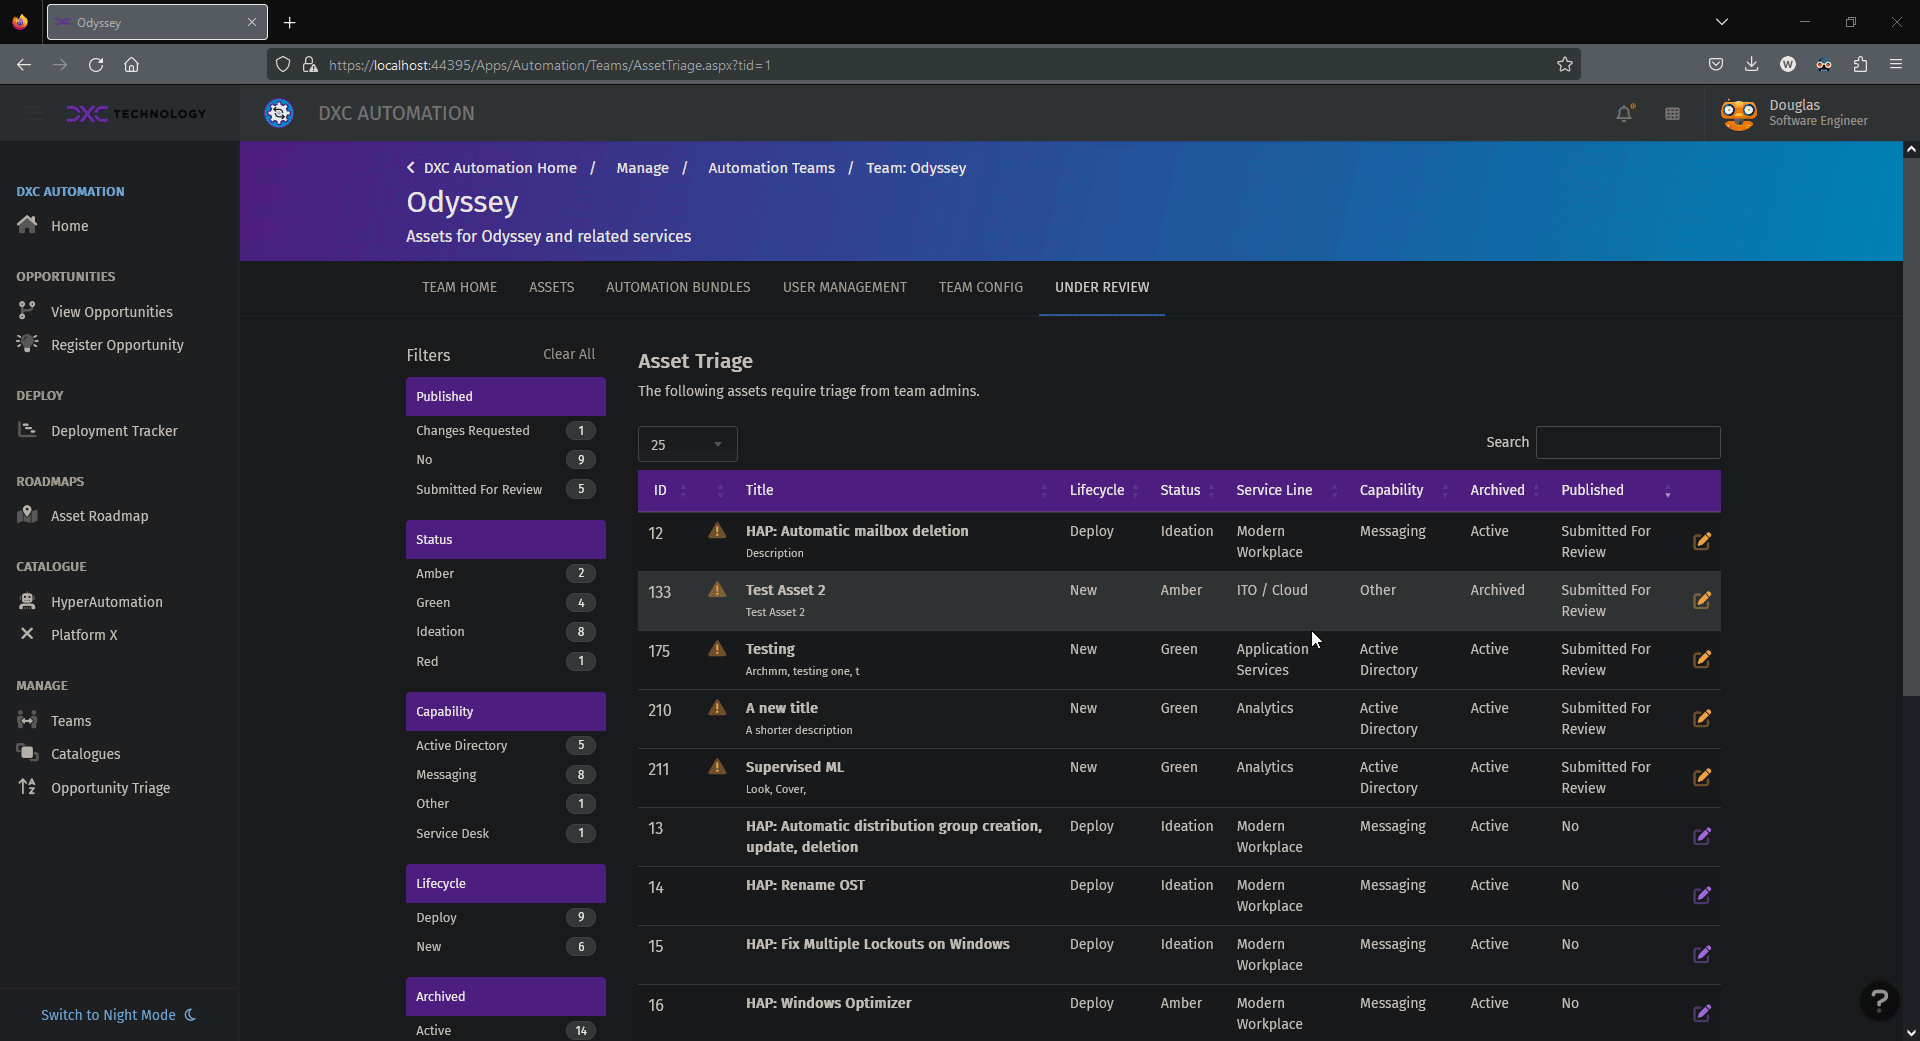 Odyssey
https://localhost:44395/Apps/Automation/Teams/AssetTriage.aspx?tid=1
DXC TECHNOLOGY
DXC AUTOMATION
Douglas
Software Engineer
DXC AUTOMATION
Home
OPPORTUNITIES
View Opportunities
Register Opportunity
DEPLOY
Deployment Tracker
ROADMAPS
Asset Roadmap
CATALOGUE
HyperAutomation
Platform X
MANAGE
Teams
Catalogues
Opportunity Triage
Switch to Night Mode
DXC Automation Home / Manage / Automation Teams / Team: Odyssey
Odyssey
Assets for Odyssey and related services
TEAM HOME ASSETS AUTOMATION BUNDLES USER MANAGEMENT TEAM CONFIG UNDER REVIEW
Filters Clear All
Published
Changes Requested 1
No 9
Submitted For Review 5
Status
Amber 2
Green 4
Ideation 8
Red 1
Capability
Active Directory 5
Messaging 8
Other 1
Service Desk 1
Lifecycle
Deploy 9
New 6
Archived
Active 14
Asset Triage
The following assets require triage from team admins.
25
Search
ID Title Lifecycle Status Service Line Capability Archived Published
12 HAP: Automatic mailbox deletion Deploy Ideation Modern Messaging Active Submitted For
Description Workplace Review
133 Test Asset 2 New Amber ITO / Cloud Other Archived Submitted For
Test Asset 2 Review
175 Testing New Green Application Active Active Submitted For
Archmm, testing one, t Services Directory Review
210 A new title New Green Analytics Active Active Submitted For
A shorter description Directory Review
211 Supervised ML New Green Analytics Active Active Submitted For
Look, Cover, Directory Review
13 HAP: Automatic distribution group creation, Deploy Ideation Modern Messaging Active No
update, deletion Workplace
14 HAP: Rename OST Deploy Ideation Modern Messaging Active No
Workplace
15 HAP: Fix Multiple Lockouts on Windows Deploy Ideation Modern Messaging Active No
Workplace
16 HAP: Windows Optimizer Deploy Amber Modern Messaging Active No
Workplace
?